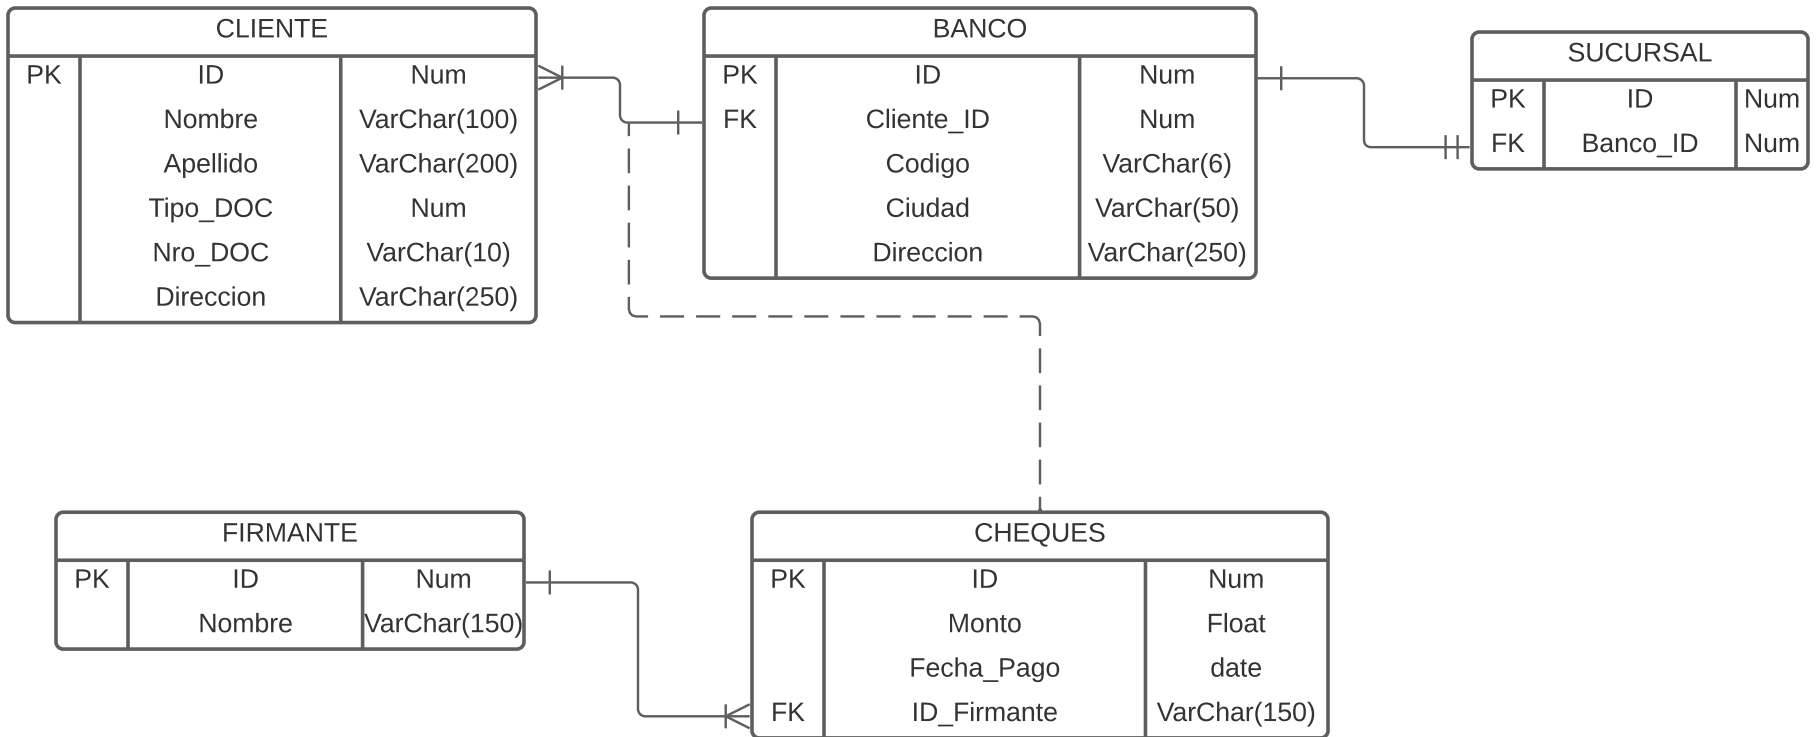 CLIENTE
PK ID Num
Nombre VarChar(100)
Apellido VarChar(200)
Tipo_DOC Num
Nro_DOC VarChar(10)
Direccion VarChar(250)
BANCO
PK ID Num
FK Cliente_ID Num
Codigo VarChar(6)
Ciudad VarChar(50)
Direccion VarChar(250)
SUCURSAL
PK ID Num
FK Banco_ID Num
FIRMANTE
PK ID Num
Nombre VarChar(150)
CHEQUES
PK ID Num
Monto Float
Fecha_Pago date
FK ID_Firmante VarChar(150)